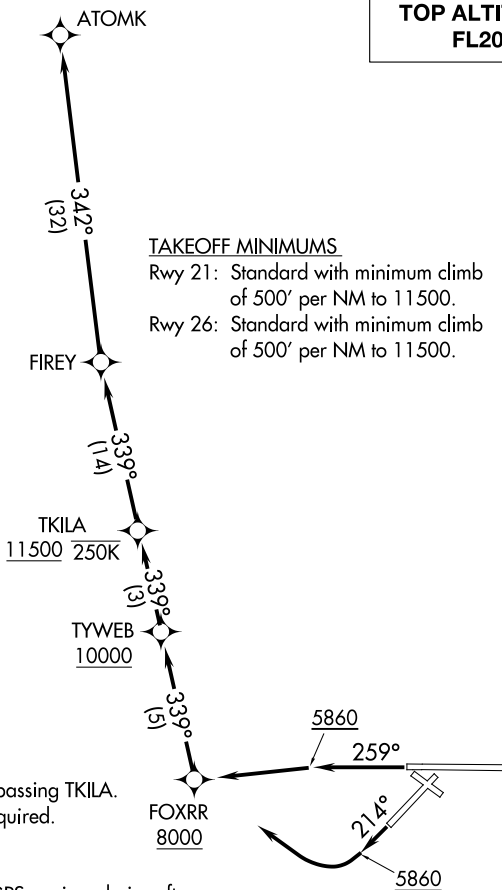 ATOMK
TOP ALTIT
FL20
342°
(32)
TAKEOFF MINIMUMS
Rwy 21: Standard with minimum climb
of 500' per NM to 11500.
Rwy 26: Standard with minimum climb
of 500' per NM to 11500.
FIREY
339°
(14)
TKILA
11500 250K
339°
(3)
TYWEB
10000
339°
(5)
5860
259°
passing TKILA.
quired.
FOXRR
8000
214°
5860